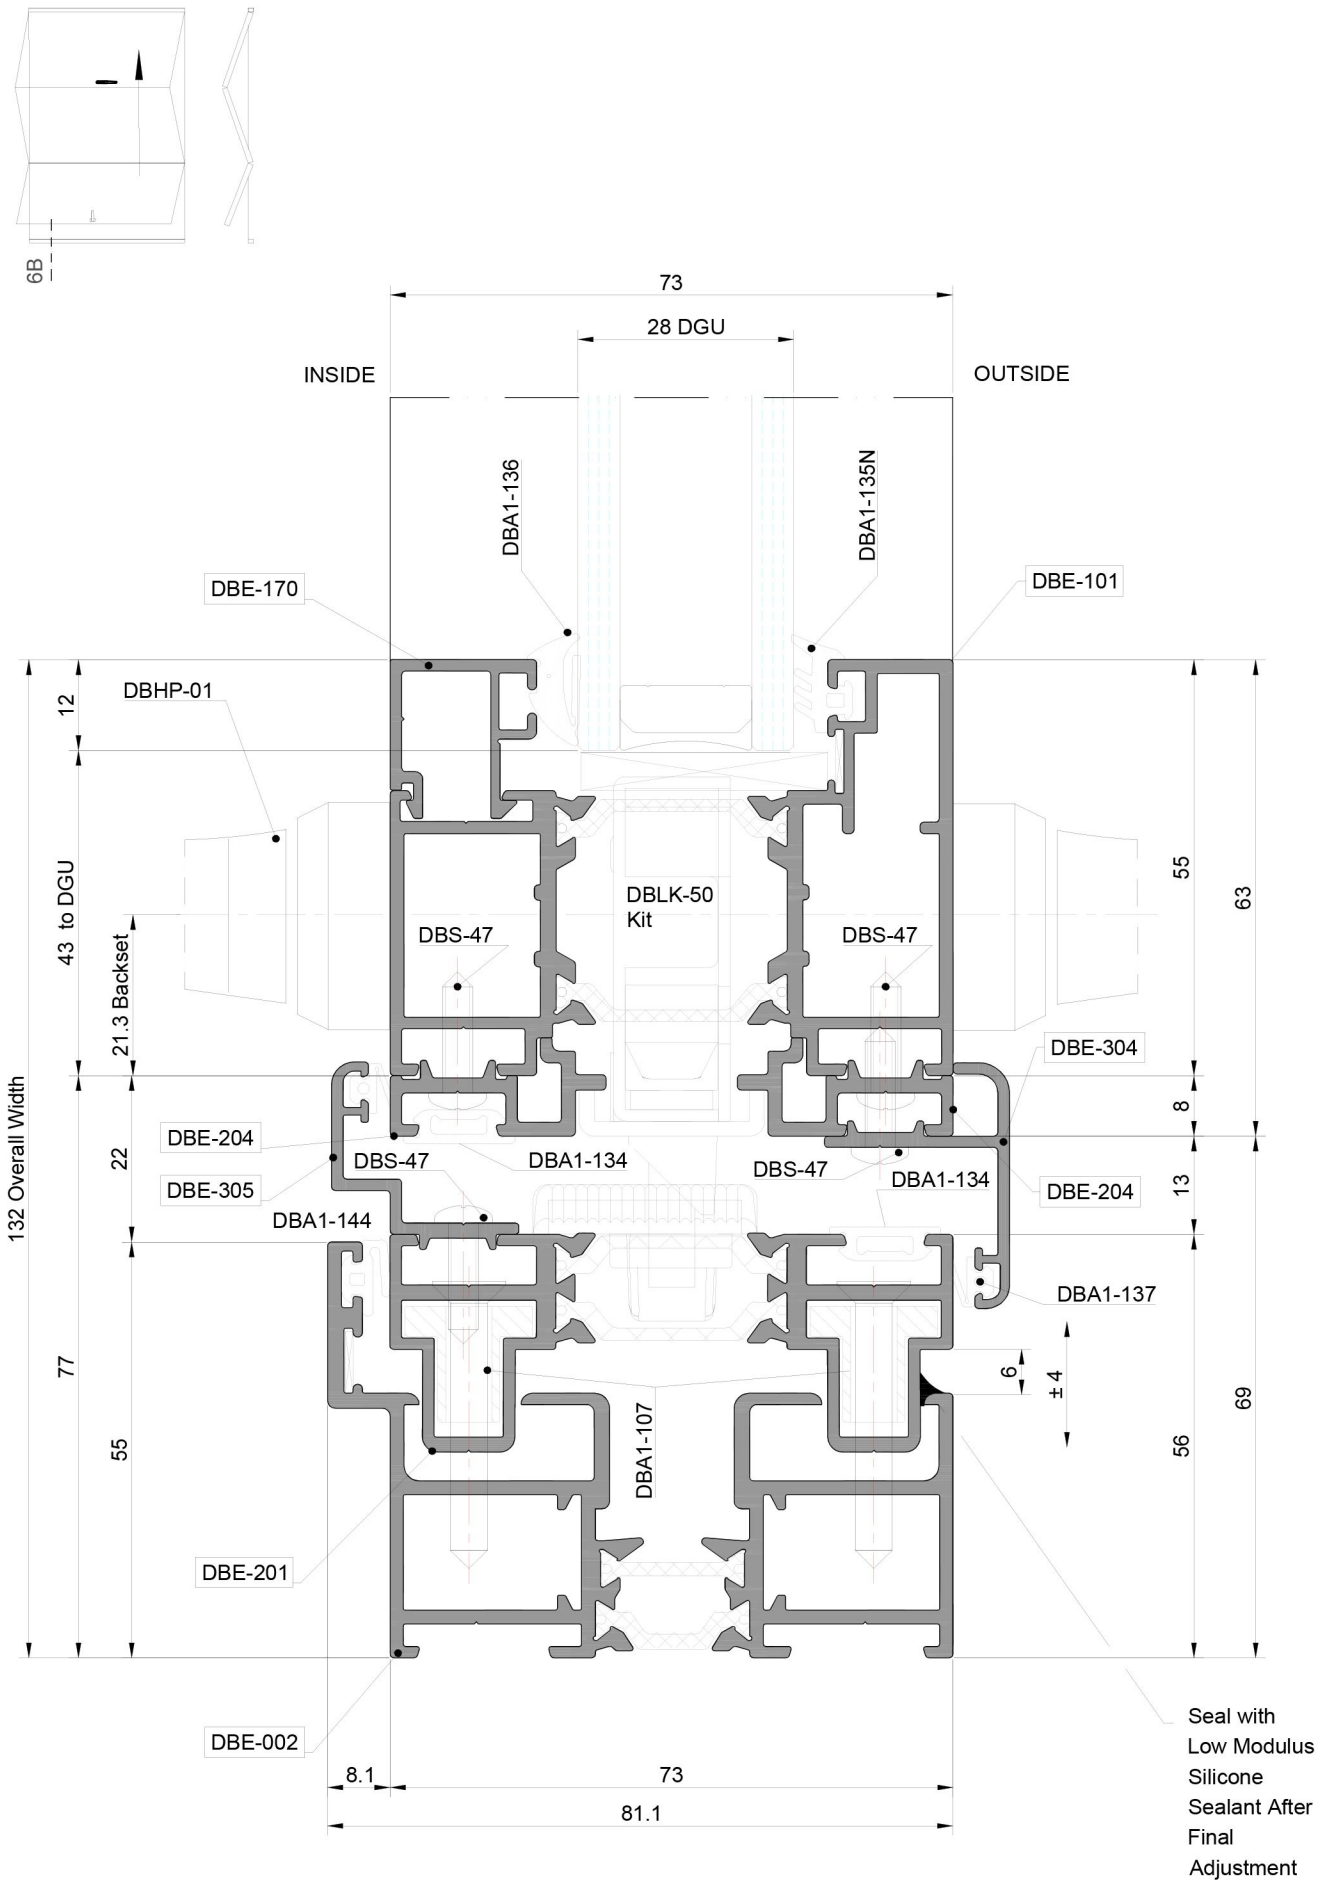 6B
73
28 DGU
INSIDE
OUTSIDE
DBA1-136
DBA1-135N
DBE-170
DBE-101
DBHP-01
12
43 to DGU
21.3 Backset
132 Overall Width
DBLK-50
Kit
DBS-47
DBS-47
55
63
DBE-304
8
DBE-204
DBA1-134
DBS-47
22
DBE-305
DBS-47
DBA1-134
DBE-204
13
DBA1-144
DBA1-137
77
6
± 4
69
55
DBA1-107
56
DBE-201
DBE-002
8.1
73
81.1
Seal with
Low Modulus
Silicone
Sealant After
Final
Adjustment